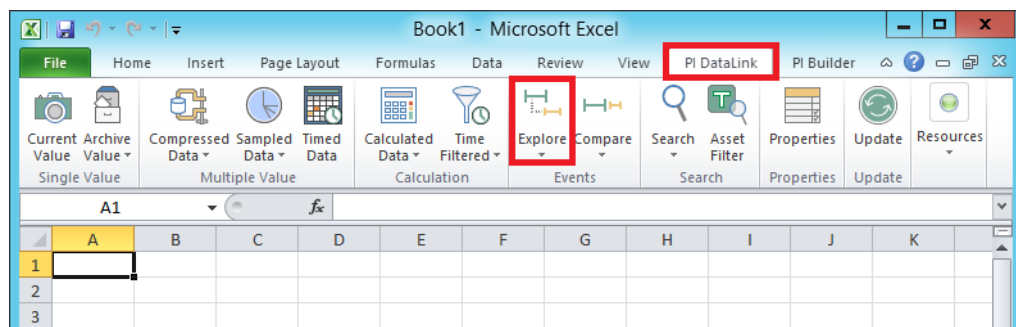 Book1 - Microsoft Excel
File Home Insert Page Layout Formulas Data Review View PI DataLink PI Builder
Current Archive Compressed Sampled Timed Calculated Time Explore Compare Search Asset Properties Update Resources
Value Value Data Data Data Data Filtered Filter
Single Value Multiple Value Calculation Events Search Properties Update
A1 fx
A B C D E F G H I J K
1
2
3